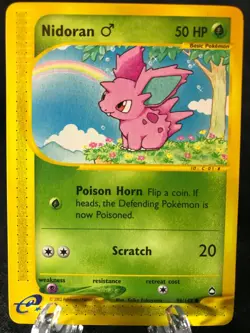 Nidoran ♂ 50 HP
Basic Pokémon
Poison Horn Flip a coin. If
heads, the Defending Pokémon is
now Poisoned.
Scratch 20
weakness resistance retreat cost
e